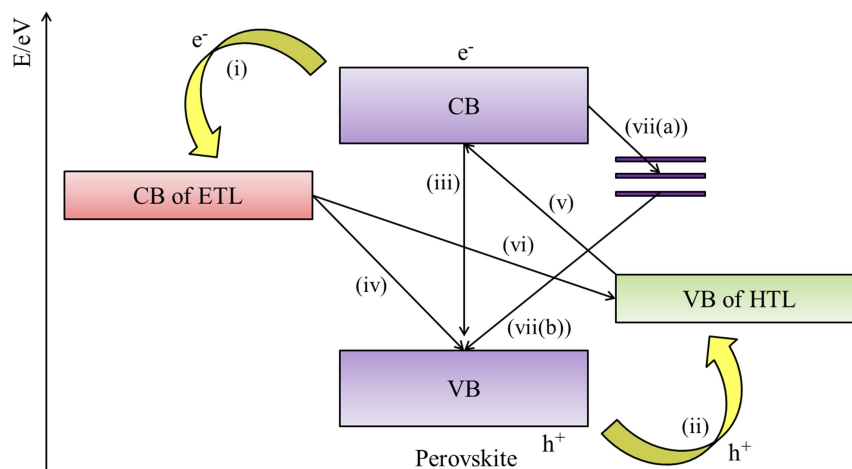 E/eV
e⁻
(i)
e⁻
CB
(vii(a))
CB of ETL
(iii)
(v)
(vi)
(iv)
(vii(b))
VB of HTL
VB
(ii)
h⁺
h⁺
Perovskite